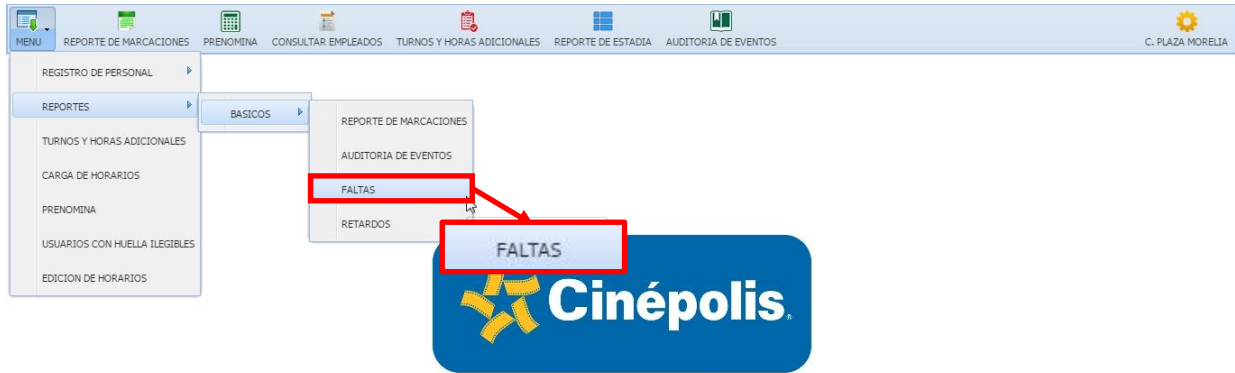 MENU REPORTE DE MARCACIONES PRENOMINA CONSULTAR EMPLEADOS TURNOS Y HORAS ADICIONALES REPORTE DE ESTADIA AUDITORIA DE EVENTOS C. PLAZA MORELIA
REGISTRO DE PERSONAL
REPORTES
TURNOS Y HORAS ADICIONALES
CARGA DE HORARIOS
PRENOMINA
USUARIOS CON HUELLA ILEGIBLES
EDICION DE HORARIOS
BASICOS
REPORTE DE MARCACIONES
AUDITORIA DE EVENTOS
FALTAS
RETARDOS
FALTAS
Cinépolis®